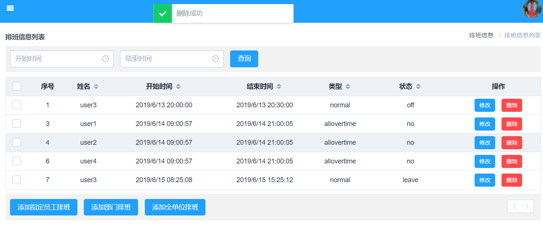 删除成功
排班信息列表
排班信息 / 排班信息列表
开始时间 结束时间 查询
序号 姓名 开始时间 结束时间 类型 状态 操作
1 user3 2019/6/13 20:00:00 2019/6/13 20:30:00 normal off 修改 删除
3 user1 2019/6/14 09:00:57 2019/6/14 21:00:05 allovertime no 修改 删除
4 user2 2019/6/14 09:00:57 2019/6/14 21:00:05 allovertime no 修改 删除
6 user4 2019/6/14 09:00:57 2019/6/14 21:00:05 allovertime no 修改 删除
7 user3 2019/6/15 08:25:08 2019/6/15 15:25:12 normal leave 修改 删除
添加指定员工排班 添加部门排班 添加全单位排班